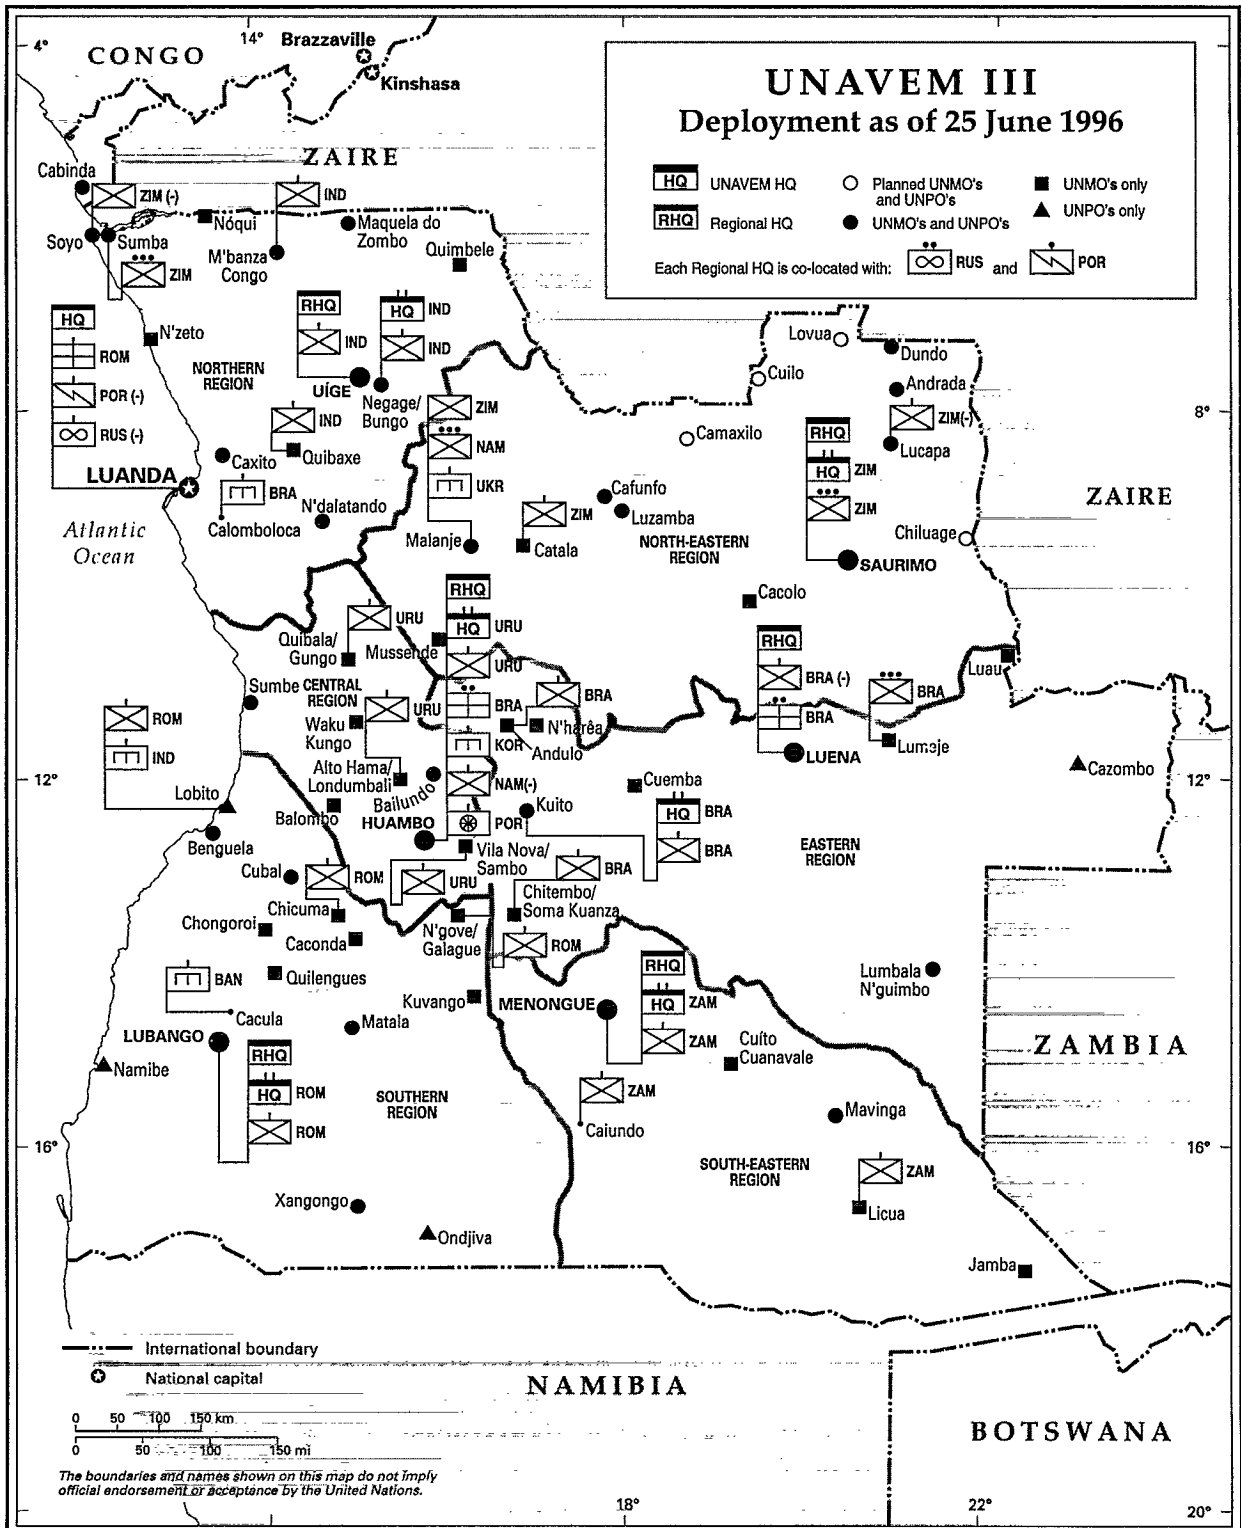 4°
14°
CONGO
Brazzaville
Kinshasa
UNAVEM III
Deployment as of 25 June 1996
HQ
UNAVEM HQ
Planned UNMO's
and UNPO's
UNMO's only
RHQ
Regional HQ
UNMO's and UNPO's
UNPO's only
Each Regional HQ is co-located with:
RUS
and
POR
ZAIRE
Cabinda
ZIM (-)
IND
Soyo
Sumba
Nóqui
Maquela do
Zombo
M'banza
Congo
Quimbele
ZIM
HQ
ROM
POR (-)
RUS (-)
LUANDA
N'zeto
NORTHERN
REGION
RHQ
IND
UÍGE
HQ
IND
IND
Negage/
Bungo
IND
Quibaxe
Caxito
BRA
Calomboloca
N'dalatando
ZIM
NAM
UKR
Malanje
Lovua
Dundo
Cuilo
Andrada
ZIM(-)
Lucapa
8°
Camaxilo
RHQ
HQ
ZIM
ZIM
SAURIMO
Cafunfo
Luzamba
ZIM
Catala
NORTH-EASTERN
REGION
Chiluage
ZAIRE
Atlantic
Ocean
Cacolo
URU
Quibala/
Gungo
Mussende
RHQ
HQ
URU
URU
BRA
KOR
NAM(-)
POR
HUAMBO
CENTRAL
REGION
Sumbe
URU
Waku
Kungo
Alto Hama/
Londumbali
Bailundo
Balombo
BRA
N'harêa
Andulo
RHQ
BRA (-)
BRA
LUENA
BRA
Lumeje
Luau
Cazombo
12°
12°
ROM
IND
Lobito
Benguela
Cuemba
Kuito
HQ
BRA
BRA
EASTERN
REGION
Vila Nova/
Sambo
URU
BRA
Chitembo/
Soma Kuanza
Cubal
ROM
Chicuma
Chongoroi
Caconda
N'gove/
Galague
ROM
Quilengues
BAN
Cacula
Kuvango
MENONGUE
RHQ
HQ
ZAM
ZAM
Lumbala
N'guimbo
LUBANGO
Matala
Cuíto
Cuanavale
ZAMBIA
Namibe
RHQ
HQ
ROM
ROM
SOUTHERN
REGION
ZAM
Caiundo
Mavinga
16°
16°
SOUTH-EASTERN
REGION
ZAM
Licua
Xangongo
Ondjiva
Jamba
International boundary
National capital
0 50 100 150 km
0 50 100 150 mi
The boundaries and names shown on this map do not imply
official endorsement or acceptance by the United Nations.
NAMIBIA
BOTSWANA
18°
22°
20°